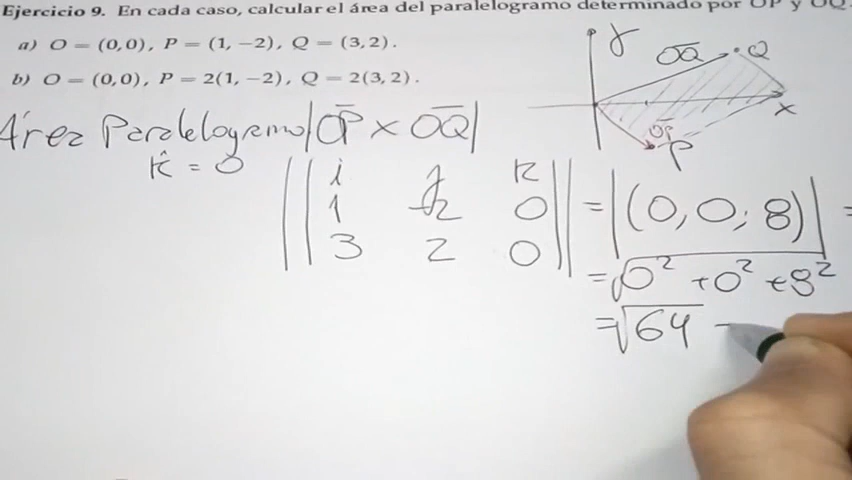 Ejercicio 9. En cada caso, calcular el área del paralelogramo determinado por OP y OQ.
a) O = (0,0), P = (1,−2), Q = (3,2).
b) O = (0,0), P = 2(1,−2), Q = 2(3,2).
y
OQ
Q
x
OP
P
Área Paralelogramo |OP × OQ|
k̂ = 0
i j k
1 -2 0 = |(0, 0; 8)| =
3 2 0
= √0² + 0² + 8²
= √64 -